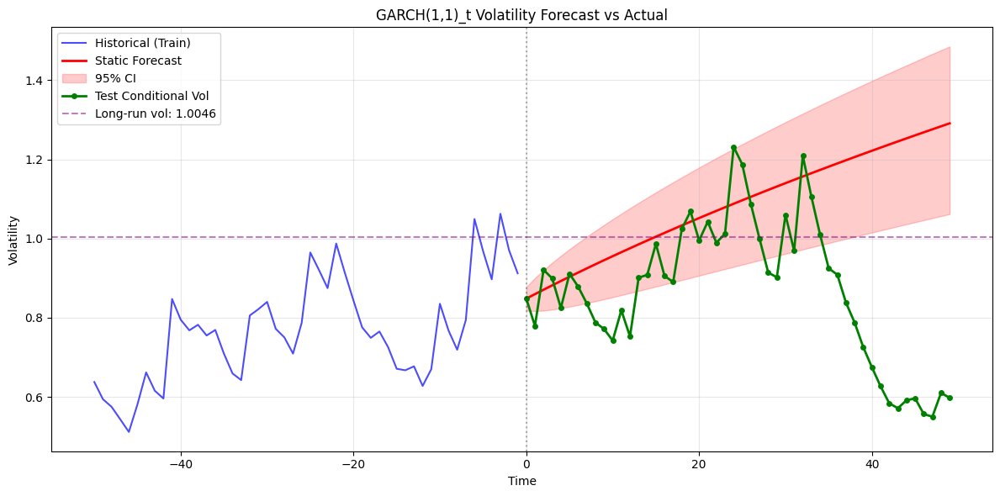 GARCH(1,1)_t Volatility Forecast vs Actual
Historical (Train)
Static Forecast
95% CI
Test Conditional Vol
Long-run vol: 1.0046
Volatility
1.4
1.2
1.0
0.8
0.6
−40
−20
0
20
40
Time